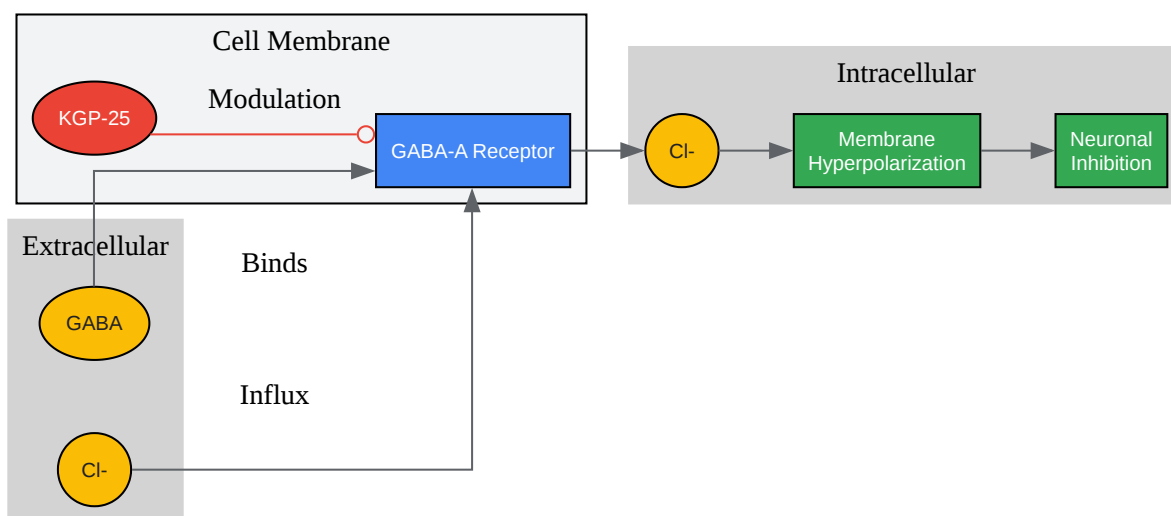 Cell Membrane
Modulation
KGP-25
GABA-A Receptor
Intracellular
Cl-
Membrane
Hyperpolarization
Neuronal
Inhibition
Extracellular
Binds
GABA
Influx
Cl-